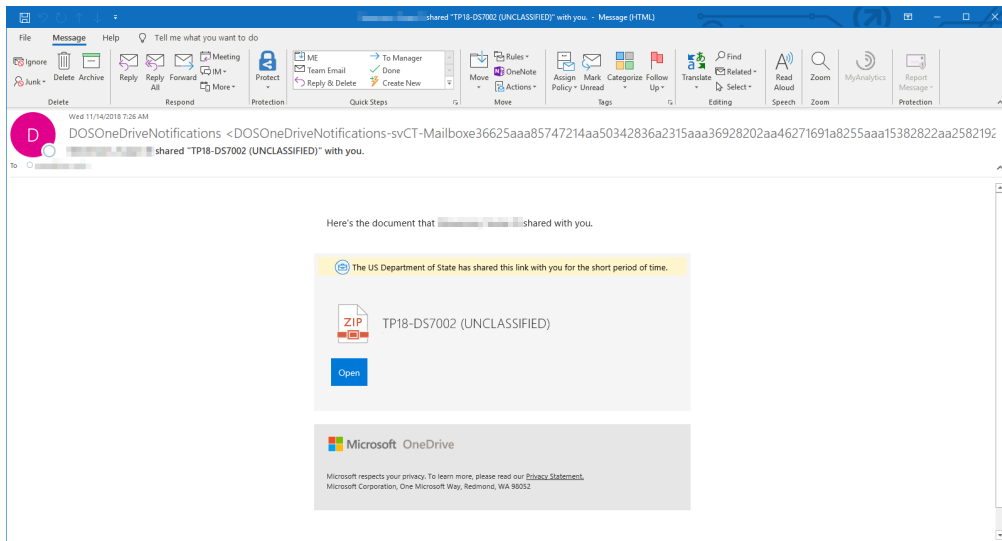 shared "TP18-DS7002 (UNCLASSIFIED)" with you. - Message (HTML)
File Message Help Tell me what you want to do
Ignore
Junk
Delete Archive
Delete
Reply Reply All Forward
Meeting
IM
More
Respond
Protect
Protection
ME
Team Email
Reply & Delete
To Manager
Done
Create New
Quick Steps
Move
Rules
OneNote
Actions
Move
Assign Policy Mark Unread Categorize Follow Up
Tags
Translate
Find
Related
Select
Editing
Read Aloud
Speech
Zoom
Zoom
MyAnalytics
Report Message
Protection
Wed 11/14/2018 7:26 AM
D
DOSOneDriveNotifications <DOSOneDriveNotifications-svCT-Mailboxe36625aaa85747214aa50342836a2315aaa36928202aa46271691a8255aaa15382822aa2582192
shared "TP18-DS7002 (UNCLASSIFIED)" with you.
To
Here's the document that
shared with you.
The US Department of State has shared this link with you for the short period of time.
ZIP
TP18-DS7002 (UNCLASSIFIED)
Open
Microsoft OneDrive
Microsoft respects your privacy. To learn more, please read our Privacy Statement.
Microsoft Corporation, One Microsoft Way, Redmond, WA 98052